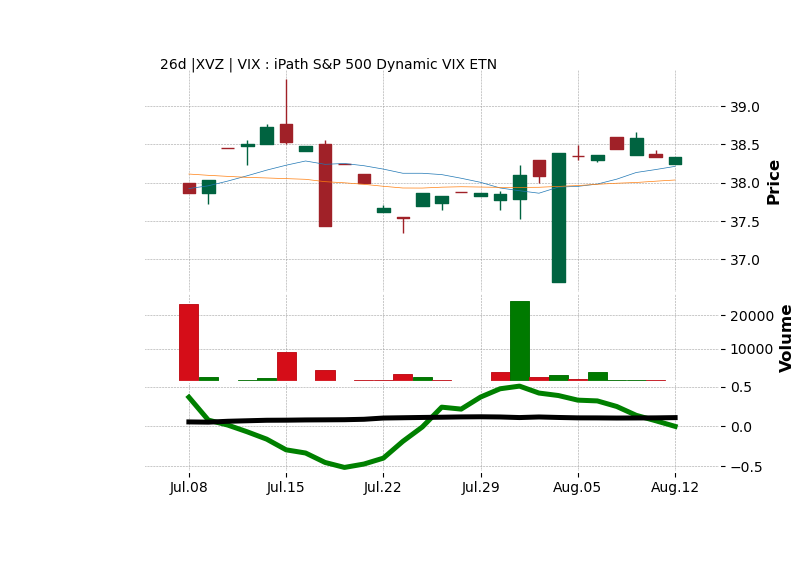 26d |XVZ | VIX : iPath S&P 500 Dynamic VIX ETN
39.0
38.5
38.0
37.5
37.0
Price
20000
10000
Volume
0.5
0.0
−0.5
Jul.08 Jul.15 Jul.22 Jul.29 Aug.05 Aug.12